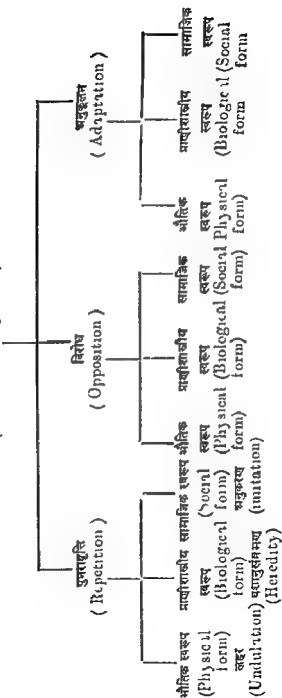 पुनरावृत्ति
( Repetition )
विरोध
( Opposition )
अनुकूलन
( Adaptation )
भौतिक स्वरूप
(Physical
form)
लहर
(Undulation)
प्राणीशास्त्रीय
स्वरूप
(Biological
form)
वंशानुसंक्रमण
(Heredity)
सामाजिक स्वरूप
(Social
form)
अनुकरण
(imitation)
भौतिक
स्वरूप
(Physical
form)
प्राणीशास्त्रीय
स्वरूप
(Biological
form)
सामाजिक
स्वरूप
(Social
form)
भौतिक
स्वरूप
Physical
form)
प्राणीशास्त्रीय
स्वरूप
(Biological
form
सामाजिक
स्वरूप
(Social
form